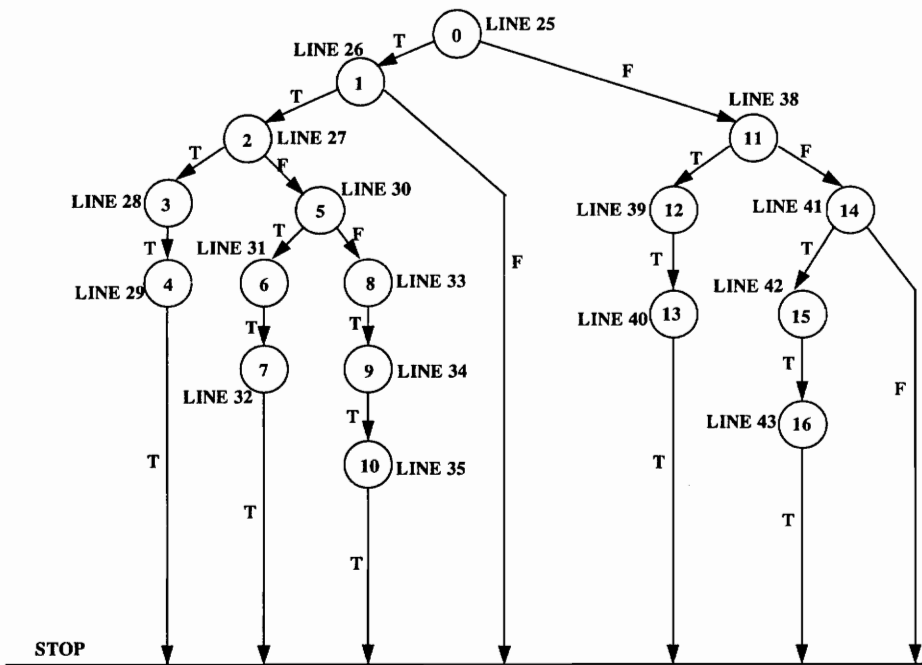 0 LINE 25
T
LINE 26
1
F
T
LINE 38
11
2 LINE 27
T
F
T
F
LINE 28 3
5 LINE 30
LINE 39 12
LINE 41 14
T
LINE 31
T
F
F
T
T
LINE 29 4
6
8 LINE 33
LINE 42
LINE 40 13
15
T
T
7
LINE 32
9 LINE 34
T
F
T
LINE 43 16
T
10 LINE 35
T
T
T
T
STOP